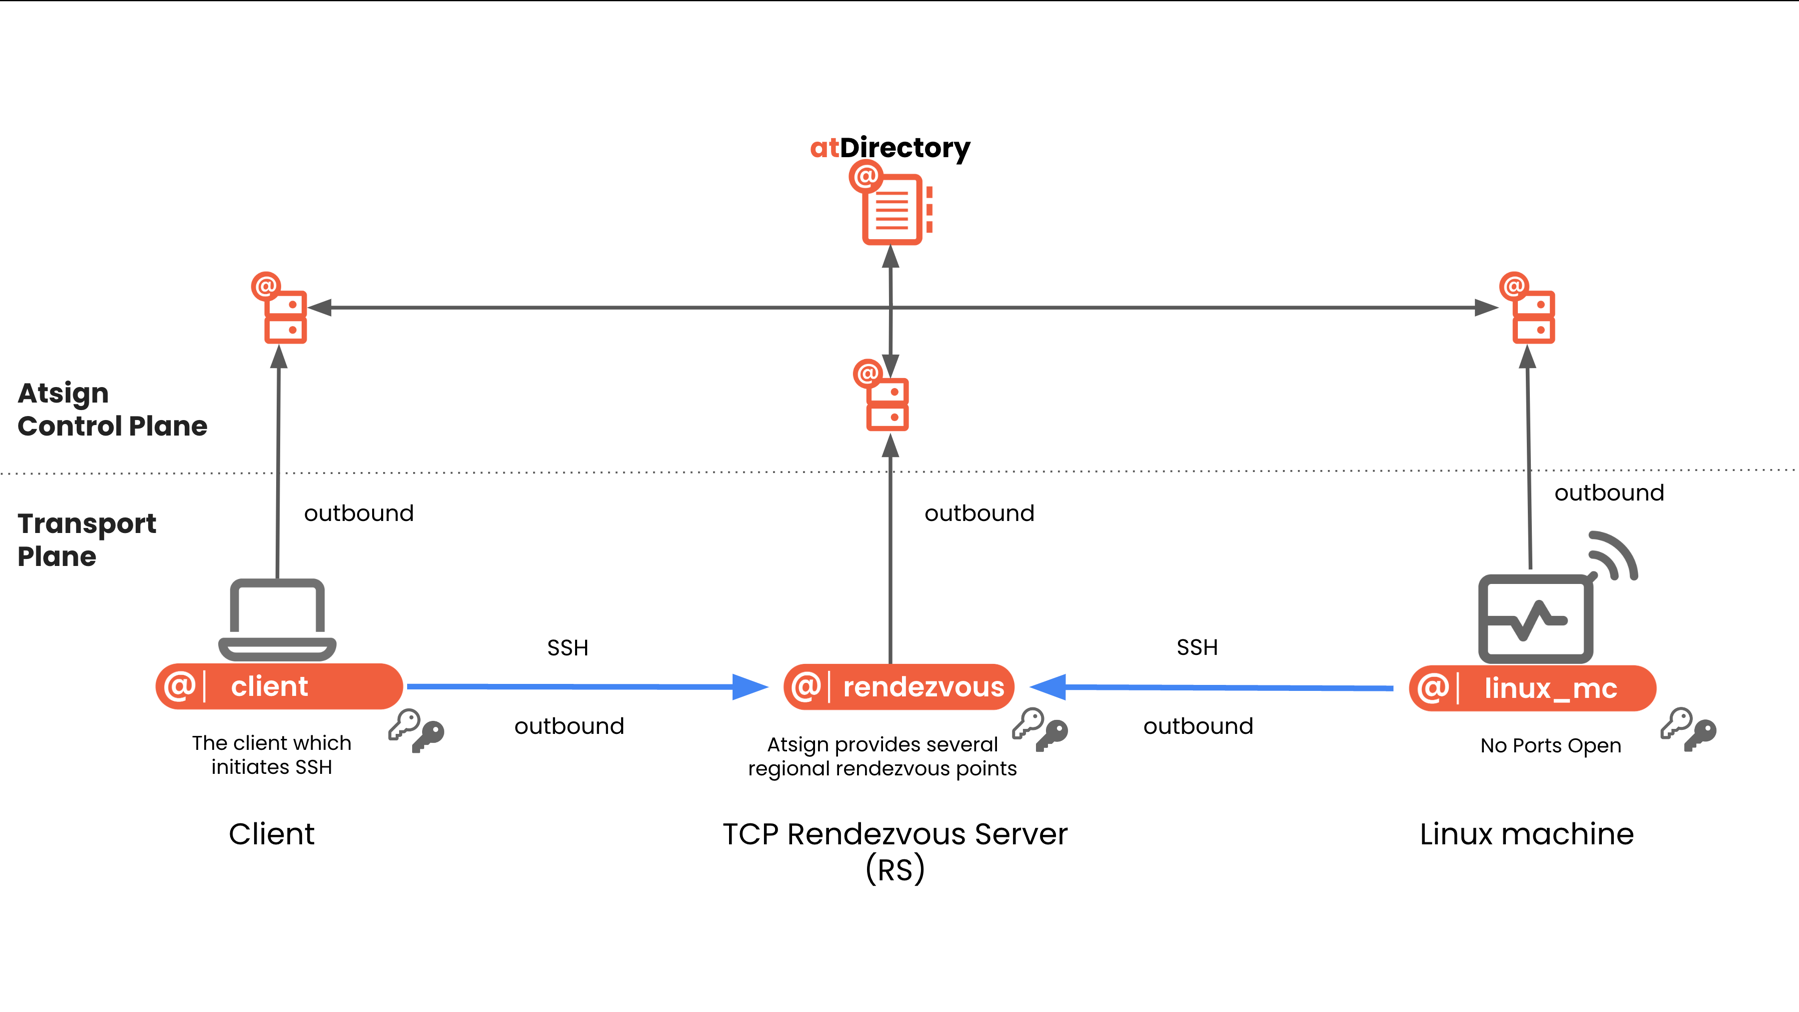 atDirectory
@
@
@
@
Atsign
Control Plane
outbound
outbound
outbound
Transport
Plane
SSH
SSH
@ client
@ rendezvous
@ linux_mc
outbound
outbound
The client which
initiates SSH
Atsign provides several
regional rendezvous points
No Ports Open
Client
TCP Rendezvous Server
(RS)
Linux machine